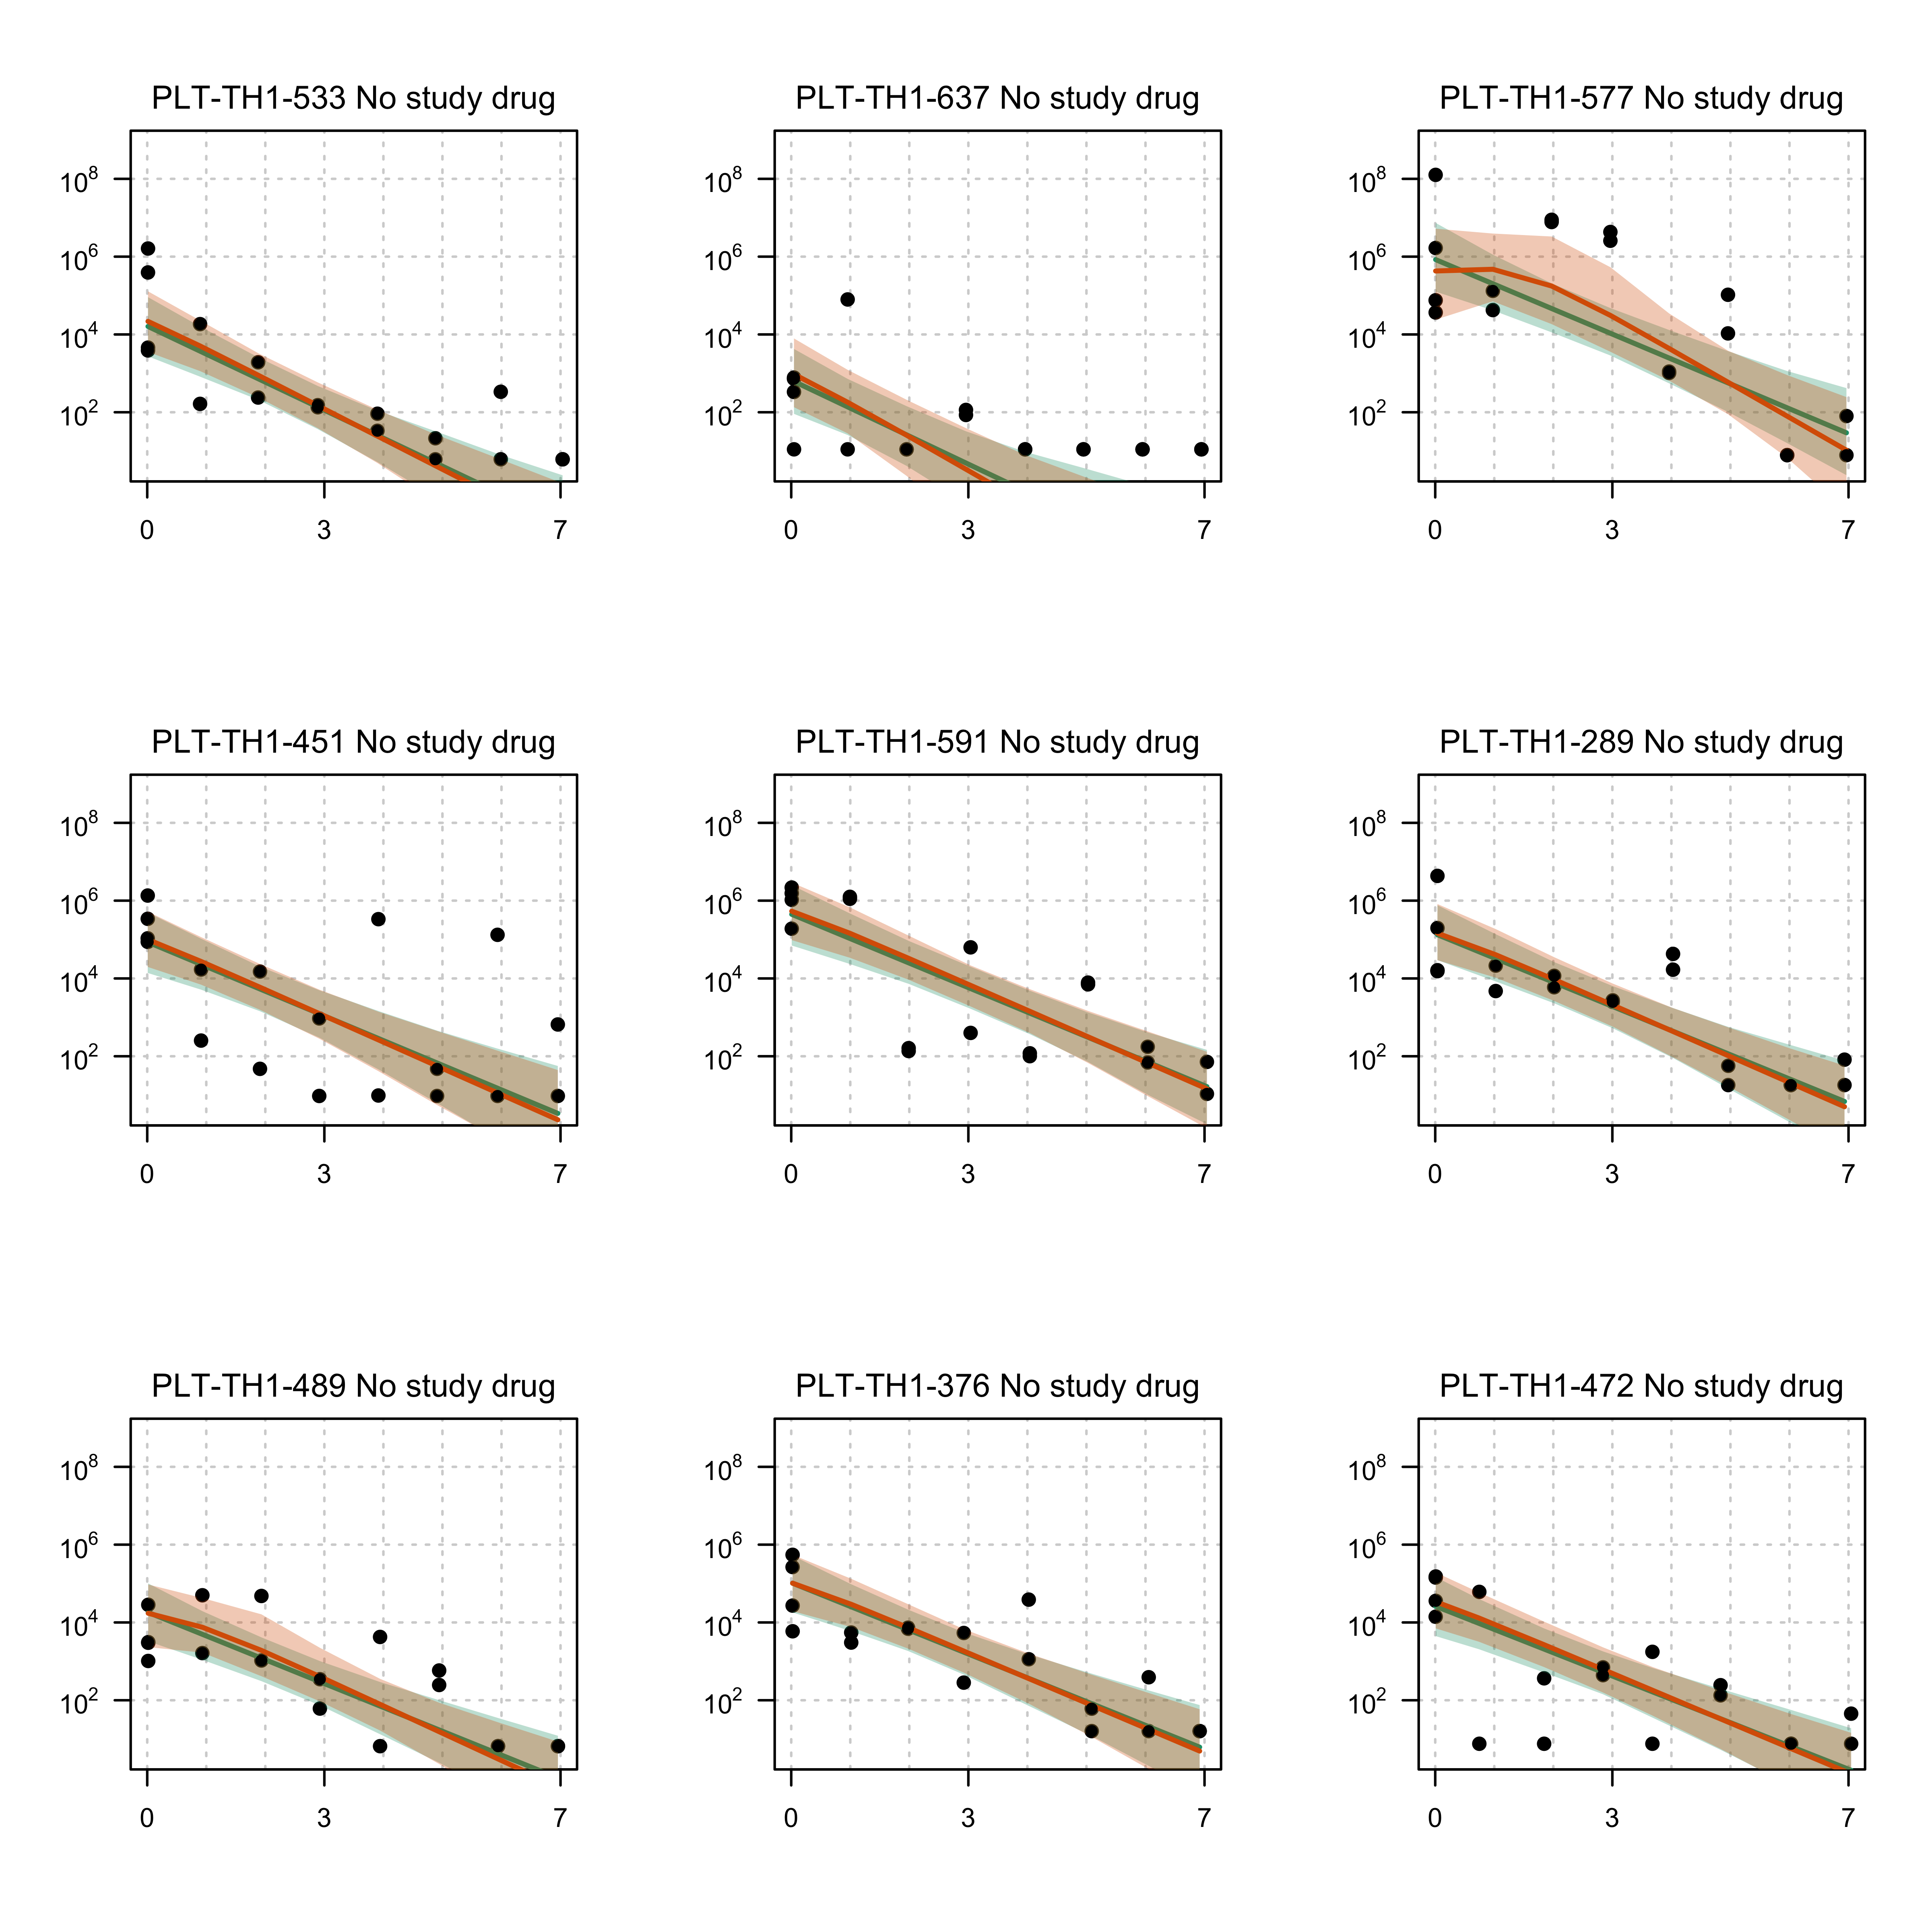 PLT-TH1-533 No study drug
PLT-TH1-637 No study drug
PLT-TH1-577 No study drug
10^8
10^6
10^4
10^2
0 3 7
10^8
10^6
10^4
10^2
0 3 7
10^8
10^6
10^4
10^2
0 3 7
PLT-TH1-451 No study drug
PLT-TH1-591 No study drug
PLT-TH1-289 No study drug
10^8
10^6
10^4
10^2
0 3 7
10^8
10^6
10^4
10^2
0 3 7
10^8
10^6
10^4
10^2
0 3 7
PLT-TH1-489 No study drug
PLT-TH1-376 No study drug
PLT-TH1-472 No study drug
10^8
10^6
10^4
10^2
0 3 7
10^8
10^6
10^4
10^2
0 3 7
10^8
10^6
10^4
10^2
0 3 7